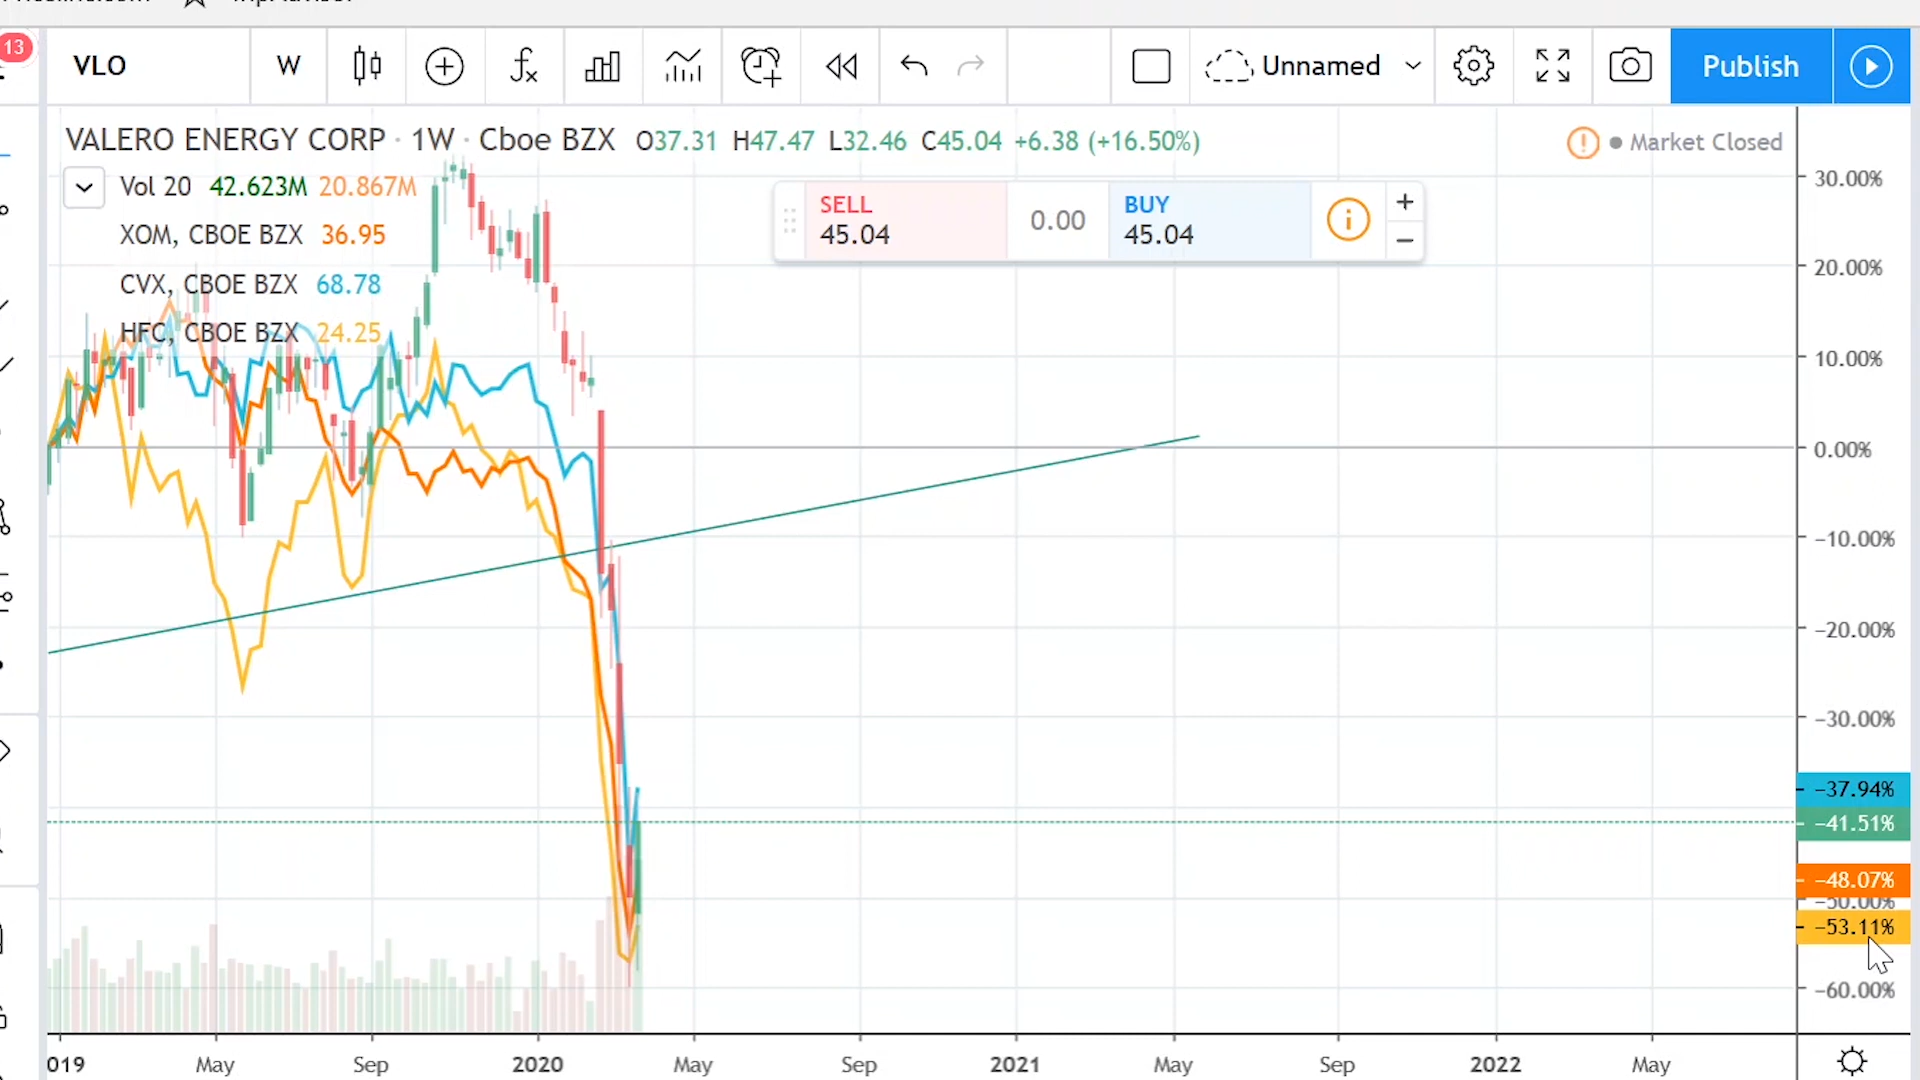 13
VLO
W
Unnamed
Publish
VALERO ENERGY CORP · 1W · Cboe BZX O37.31 H47.47 L32.46 C45.04 +6.38 (+16.50%)
Market Closed
Vol 20 42.623M 20.867M
XOM, CBOE BZX 36.95
CVX, CBOE BZX 68.78
HFC, CBOE BZX 24.25
SELL
45.04
0.00
BUY
45.04
30.00%
20.00%
10.00%
0.00%
−10.00%
−20.00%
−30.00%
−37.94%
−41.51%
−48.07%
−50.00%
−53.11%
−60.00%
019 May Sep 2020 May Sep 2021 May Sep 2022 May